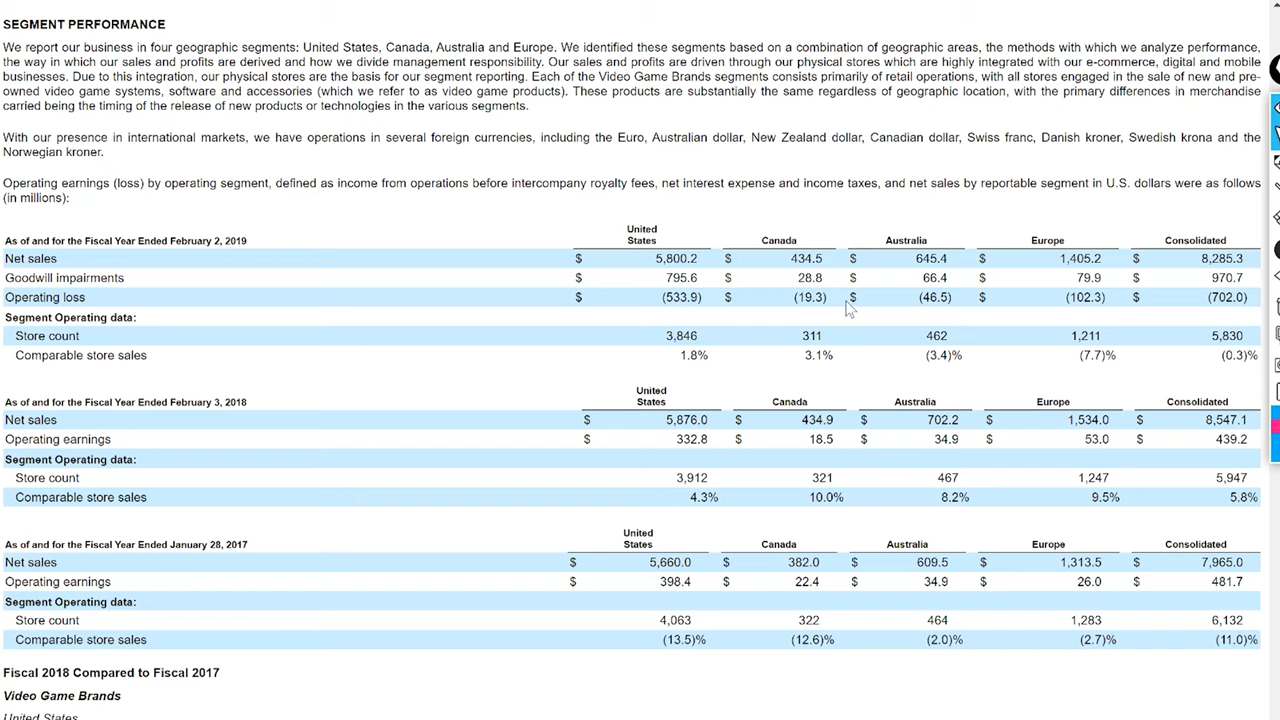 SEGMENT PERFORMANCE
We report our business in four geographic segments: United States, Canada, Australia and Europe. We identified these segments based on a combination of geographic areas, the methods with which we analyze performance,
the way in which our sales and profits are derived and how we divide management responsibility. Our sales and profits are driven through our physical stores which are highly integrated with our e-commerce, digital and mobile
businesses. Due to this integration, our physical stores are the basis for our segment reporting. Each of the Video Game Brands segments consists primarily of retail operations, with all stores engaged in the sale of new and pre-
owned video game systems, software and accessories (which we refer to as video game products). These products are substantially the same regardless of geographic location, with the primary differences in merchandise
carried being the timing of the release of new products or technologies in the various segments.
With our presence in international markets, we have operations in several foreign currencies, including the Euro, Australian dollar, New Zealand dollar, Canadian dollar, Swiss franc, Danish kroner, Swedish krona and the
Norwegian kroner.
Operating earnings (loss) by operating segment, defined as income from operations before intercompany royalty fees, net interest expense and income taxes, and net sales by reportable segment in U.S. dollars were as follows
(in millions):
United
As of and for the Fiscal Year Ended February 2, 2019 States Canada Australia Europe Consolidated
Net sales $ 5,800.2 $ 434.5 $ 645.4 $ 1,405.2 $ 8,285.3
Goodwill impairments $ 795.6 $ 28.8 $ 66.4 $ 79.9 $ 970.7
Operating loss $ (533.9) $ (19.3) $ (46.5) $ (102.3) $ (702.0)
Segment Operating data:
Store count 3,846 311 462 1,211 5,830
Comparable store sales 1.8% 3.1% (3.4)% (7.7)% (0.3)%
United
As of and for the Fiscal Year Ended February 3, 2018 States Canada Australia Europe Consolidated
Net sales $ 5,876.0 $ 434.9 $ 702.2 $ 1,534.0 $ 8,547.1
Operating earnings $ 332.8 $ 18.5 $ 34.9 $ 53.0 $ 439.2
Segment Operating data:
Store count 3,912 321 467 1,247 5,947
Comparable store sales 4.3% 10.0% 8.2% 9.5% 5.8%
United
As of and for the Fiscal Year Ended January 28, 2017 States Canada Australia Europe Consolidated
Net sales $ 5,660.0 $ 382.0 $ 609.5 $ 1,313.5 $ 7,965.0
Operating earnings $ 398.4 $ 22.4 $ 34.9 $ 26.0 $ 481.7
Segment Operating data:
Store count 4,063 322 464 1,283 6,132
Comparable store sales (13.5)% (12.6)% (2.0)% (2.7)% (11.0)%
Fiscal 2018 Compared to Fiscal 2017
Video Game Brands
United States